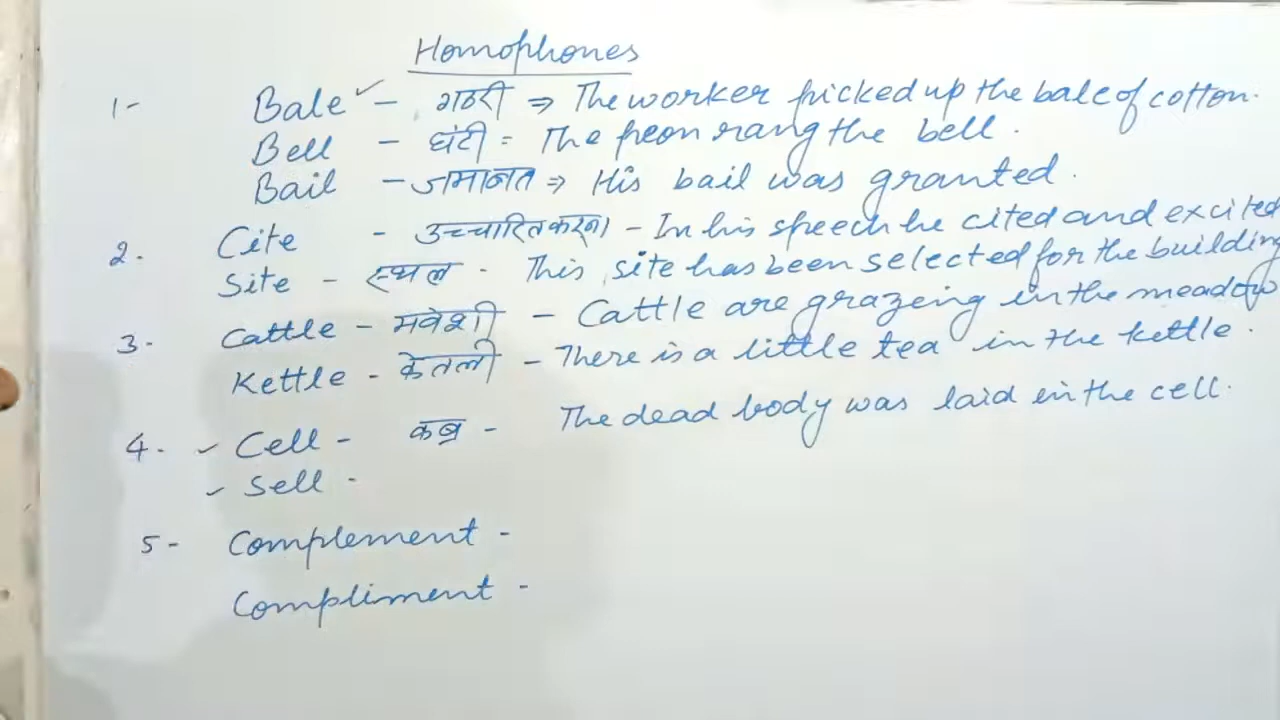 Homophones
1- Bale ✓ - गठरी ⇒ The worker picked up the bale of cotton.
Bell - घंटी = The peon rang the bell.
Bail - जमानत ⇒ His bail was granted.
2. Cite - उच्चारित करना - In his speech he cited and excited
Site - स्थल - This site has been selected for the building
3- Cattle - मवेशी - Cattle are grazeing in the meadow
Kettle - केतली - There is a little tea in the kettle.
4. ✓ Cell - कब्र - The dead body was laid in the cell.
✓ Sell -
5- Complement -
Compliment -